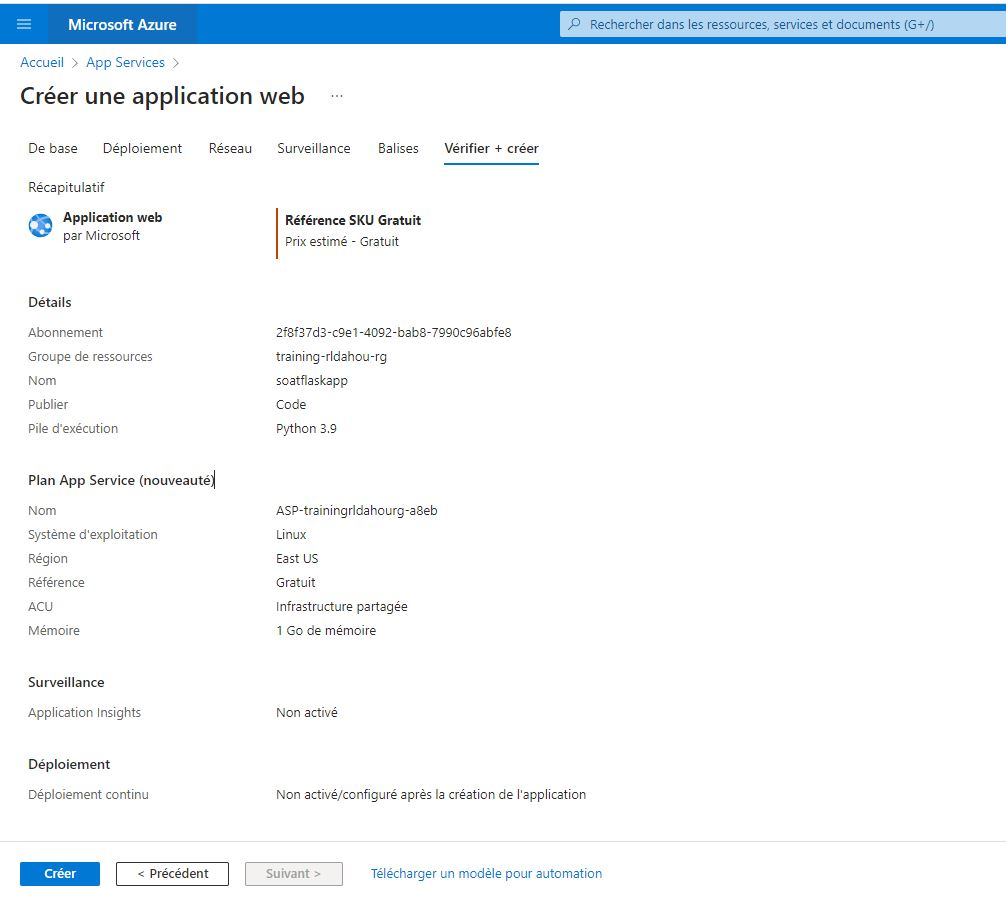 Microsoft Azure
Rechercher dans les ressources, services et documents (G+/)
Accueil > App Services >
Créer une application web ...
De base Déploiement Réseau Surveillance Balises Vérifier + créer
Récapitulatif
Application web
par Microsoft
Référence SKU Gratuit
Prix estimé - Gratuit
Détails
Abonnement 2f8f37d3-c9e1-4092-bab8-7990c96abfe8
Groupe de ressources training-rldahou-rg
Nom soatflaskapp
Publier Code
Pile d'exécution Python 3.9
Plan App Service (nouveauté)
Nom ASP-trainingrldahourg-a8eb
Système d'exploitation Linux
Région East US
Référence Gratuit
ACU Infrastructure partagée
Mémoire 1 Go de mémoire
Surveillance
Application Insights Non activé
Déploiement
Déploiement continu Non activé/configuré après la création de l'application
Créer < Précédent Suivant > Télécharger un modèle pour automation